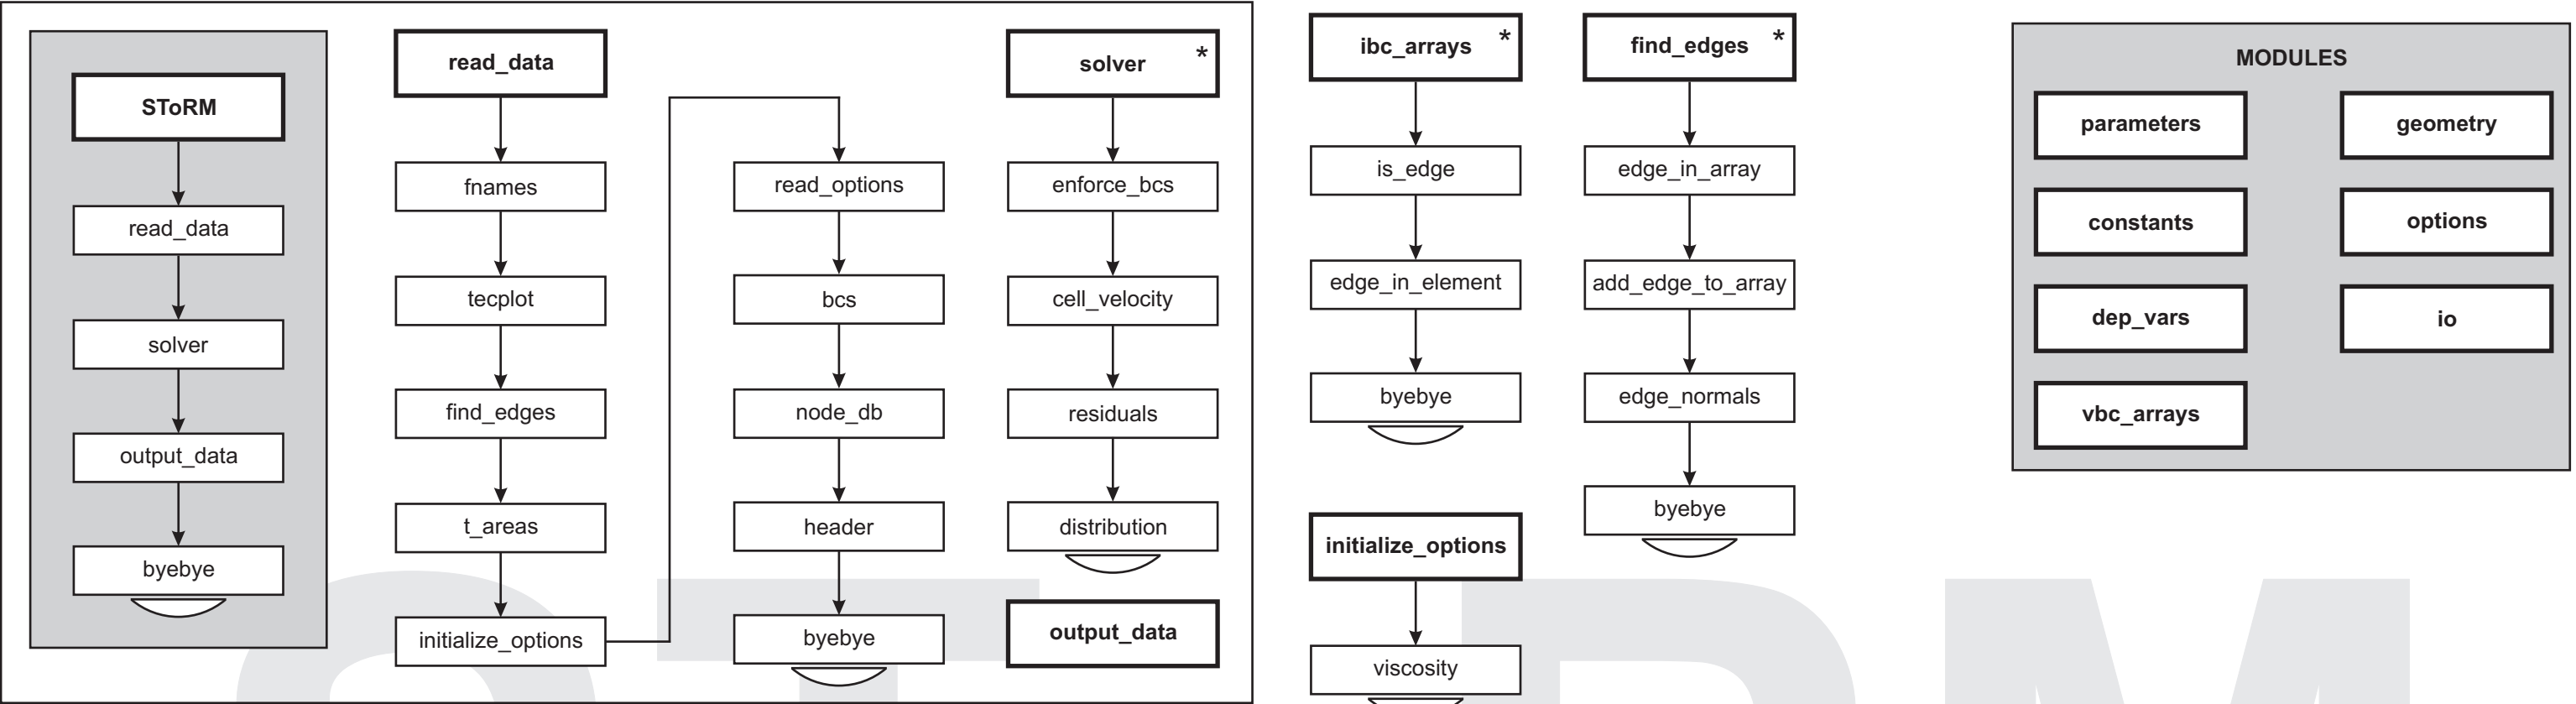 SToRM
read_data
solver
output_data
byebye
read_data
fnames
tecplot
find_edges
t_areas
initialize_options
read_options
bcs
node_db
header
byebye
solver *
enforce_bcs
cell_velocity
residuals
distribution
output_data
ibc_arrays *
is_edge
edge_in_element
byebye
initialize_options
viscosity
find_edges *
edge_in_array
add_edge_to_array
edge_normals
byebye
MODULES
parameters
geometry
constants
options
dep_vars
io
vbc_arrays